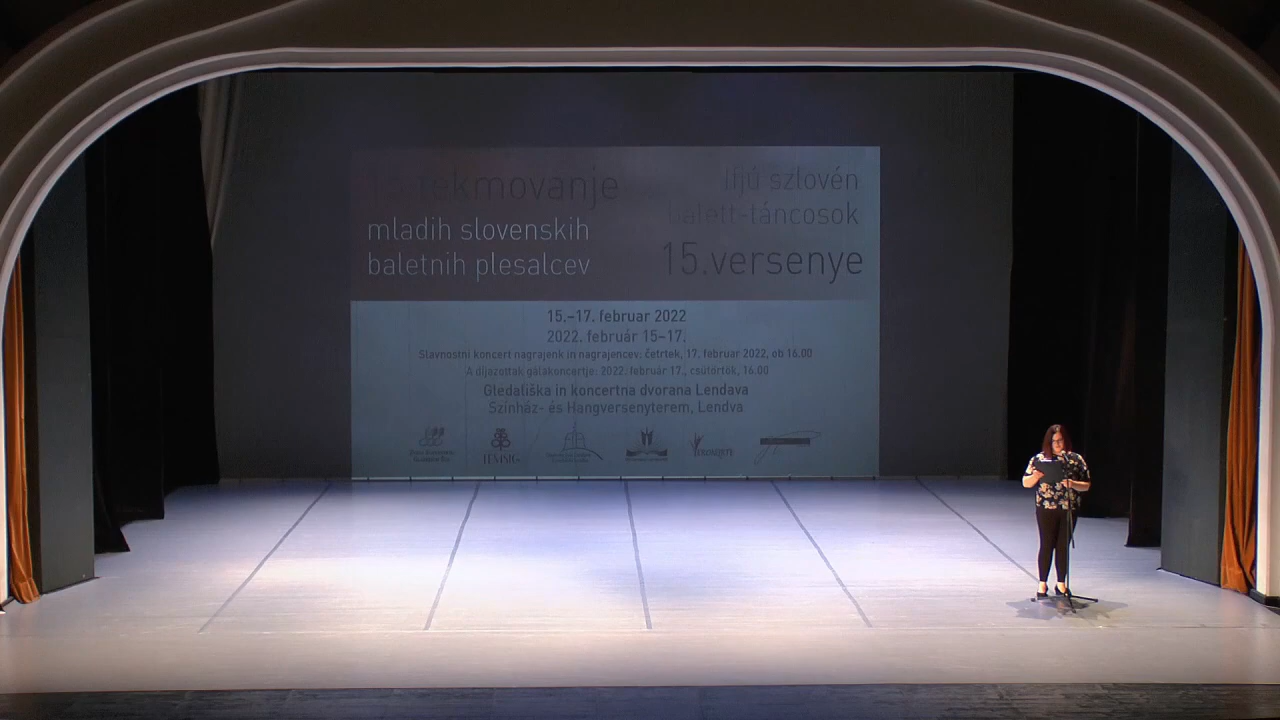 tekmovanje
mladih slovenskih
baletnih plesalcev
Ifjú szlovén
balett-táncosok
15.versenye
15.–17. februar 2022
2022. február 15–17.
Slavnostni koncert nagrajenk in nagrajencev: četrtek, 17. februar 2022, ob 16.00
A díjazottak gálakoncertje: 2022. február 17., csütörtök, 16.00
Gledališka in koncertna dvorana Lendava
Színház- és Hangversenyterem, Lendva